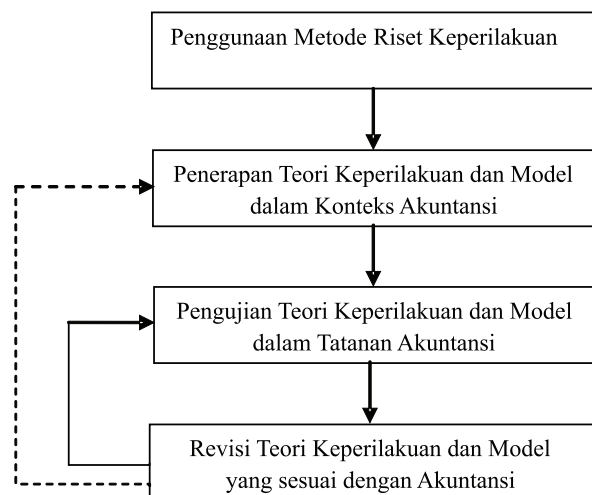 Penggunaan Metode Riset Keperilakuan
Penerapan Teori Keperilakuan dan Model
dalam Konteks Akuntansi
Pengujian Teori Keperilakuan dan Model
dalam Tatanan Akuntansi
Revisi Teori Keperilakuan dan Model
yang sesuai dengan Akuntansi